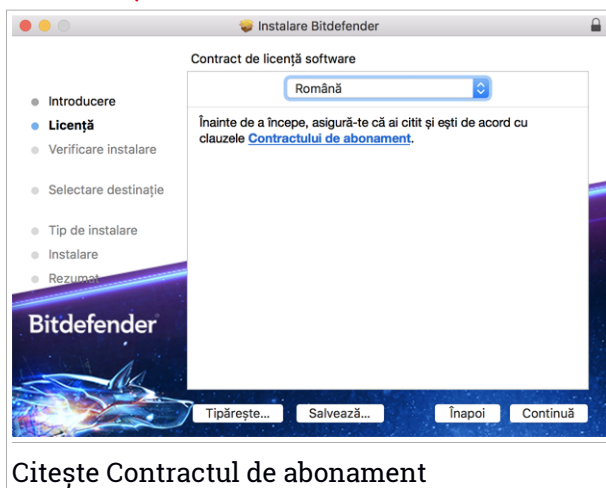 Instalare Bitdefender
Contract de licență software
Română
Introducere
Licență
Verificare instalare
Selectare destinație
Tip de instalare
Instalare
Rezumat
Înainte de a începe, asigură-te că ai citit și ești de acord cu
clauzele Contractului de abonament.
Bitdefender
Tipărește...
Salvează...
Înapoi
Continuă
Citește Contractul de abonament